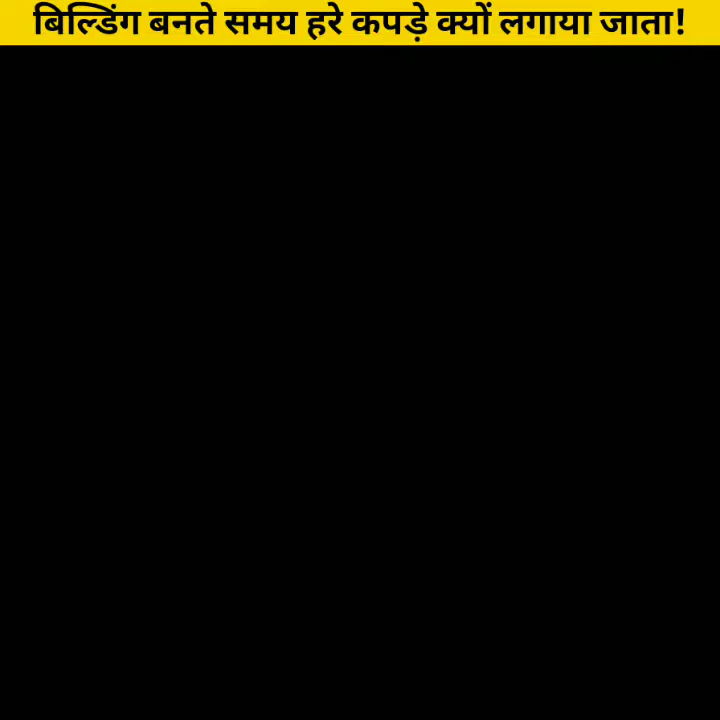 बिल्डिंग बनते समय हरे कपड़े क्यों लगाया जाता!